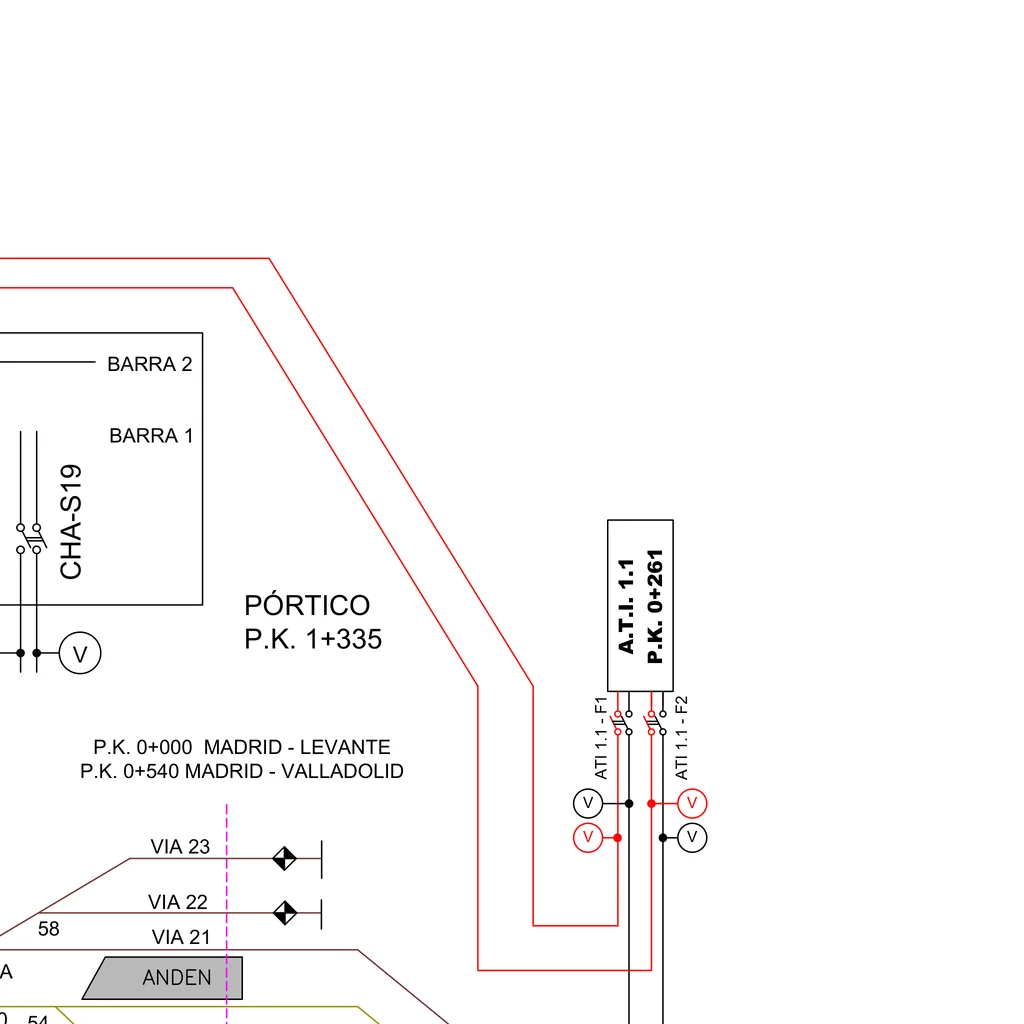 BARRA 2
BARRA 1
CHA-S19
V
PÓRTICO
P.K. 1+335
A.T.I. 1.1
P.K. 0+261
ATI 1.1 - F1
ATI 1.1 - F2
V
V
V
V
P.K. 0+000 MADRID - LEVANTE
P.K. 0+540 MADRID - VALLADOLID
VIA 23
VIA 22
58
VIA 21
A
ANDEN
0
54